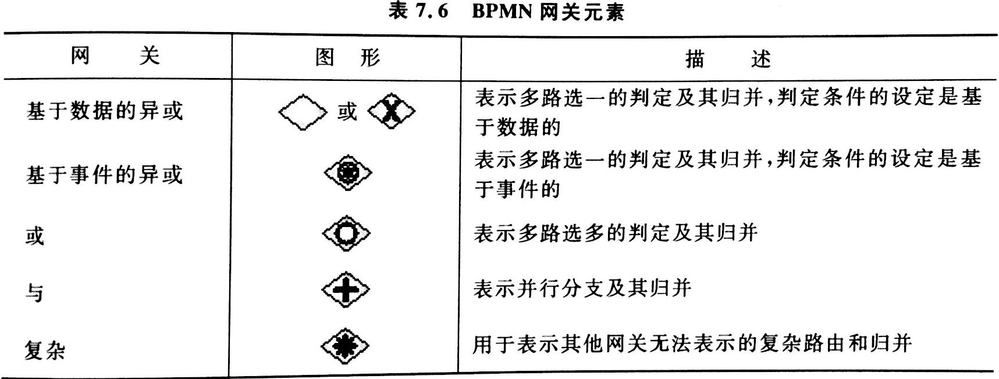 表 7.6 BPMN 网关元素
网 关 图 形 描 述
基于数据的异或 或 X 表示多路选一的判定及其归并,判定条件的设定是基
于数据的
基于事件的异或 表示多路选一的判定及其归并,判定条件的设定是基
于事件的
或 表示多路选多的判定及其归并
与 表示并行分支及其归并
复杂 用于表示其他网关无法表示的复杂路由和归并